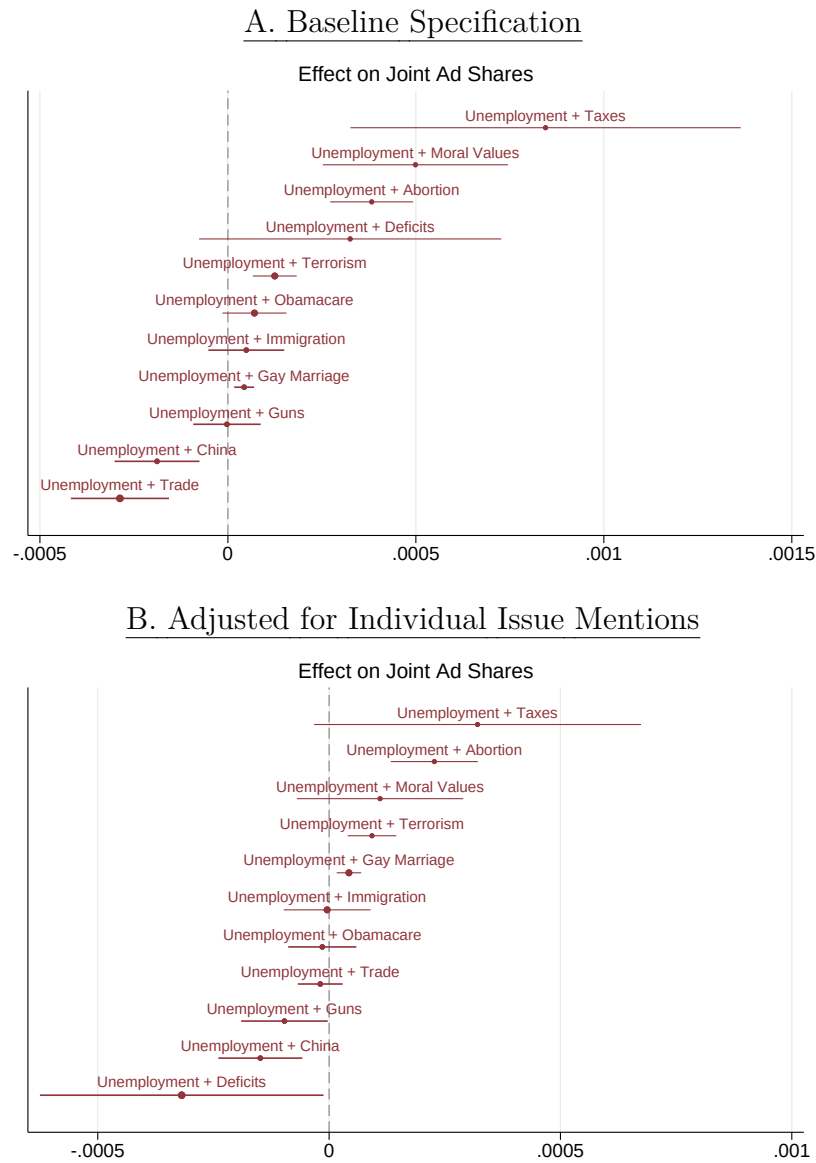 A. Baseline Specification
Effect on Joint Ad Shares
Unemployment + Taxes
Unemployment + Moral Values
Unemployment + Abortion
Unemployment + Deficits
Unemployment + Terrorism
Unemployment + Obamacare
Unemployment + Immigration
Unemployment + Gay Marriage
Unemployment + Guns
Unemployment + China
Unemployment + Trade
-.0005 0 .0005 .001 .0015
B. Adjusted for Individual Issue Mentions
Effect on Joint Ad Shares
Unemployment + Taxes
Unemployment + Abortion
Unemployment + Moral Values
Unemployment + Terrorism
Unemployment + Gay Marriage
Unemployment + Immigration
Unemployment + Obamacare
Unemployment + Trade
Unemployment + Guns
Unemployment + China
Unemployment + Deficits
-.0005 0 .0005 .001